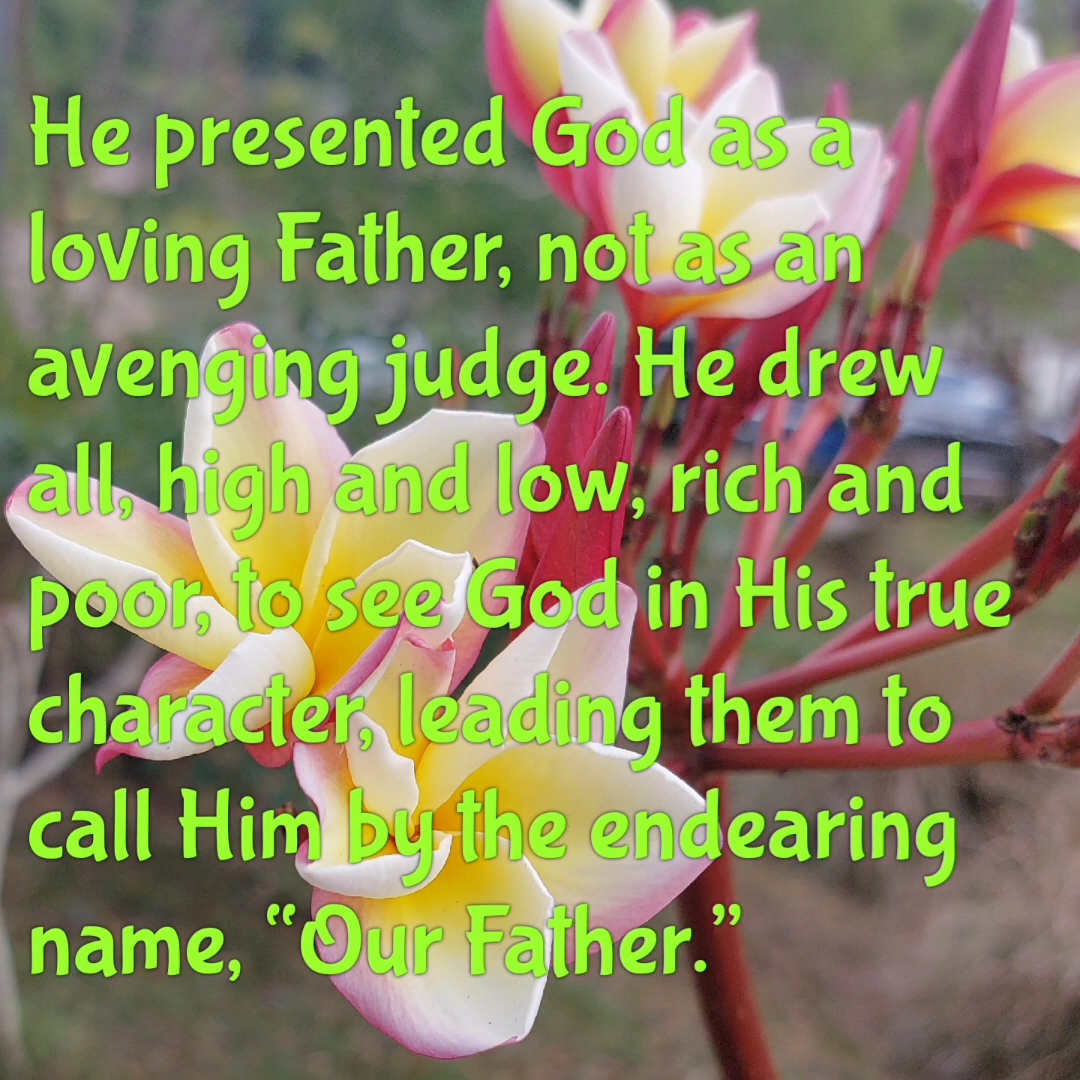 He presented God as a
loving Father, not as an
avenging judge. He drew
all, high and low, rich and
poor, to see God in His true
character, leading them to
call Him by the endearing
name, “Our Father.”